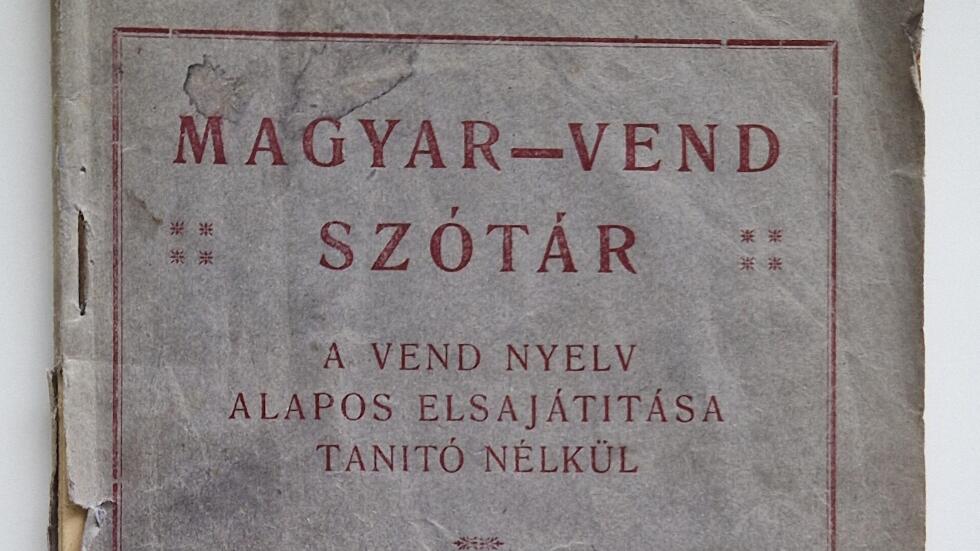 MAGYAR—VEND
SZÓTÁR
A VEND NYELV
ALAPOS ELSAJÁTITÁSA
TANITÓ NÉLKÜL